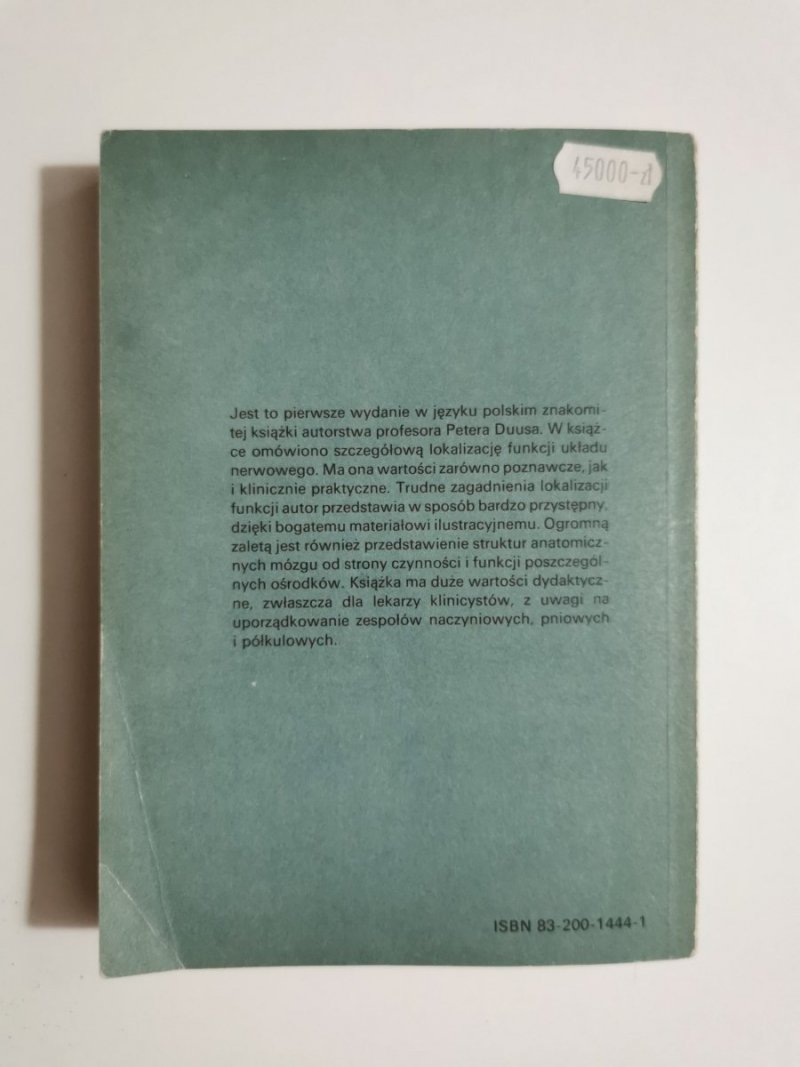 45000-zł
Jest to pierwsze wydanie w języku polskim znakomi-
tej książki autorstwa profesora Petera Duusa. W książ-
ce omówiono szczegółową lokalizację funkcji układu
nerwowego. Ma ona wartości zarówno poznawcze, jak
i klinicznie praktyczne. Trudne zagadnienia lokalizacji
funkcji autor przedstawia w sposób bardzo przystępny,
dzięki bogatemu materiałowi ilustracyjnemu. Ogromną
zaletą jest również przedstawienie struktur anatomicz-
nych mózgu od strony czynności i funkcji poszczegól-
nych ośrodków. Książka ma duże wartości dydaktycz-
ne, zwłaszcza dla lekarzy klinicystów, z uwagi na
uporządkowanie zespołów naczyniowych, pniowych
i półkulowych.
ISBN 83-200-1444-1